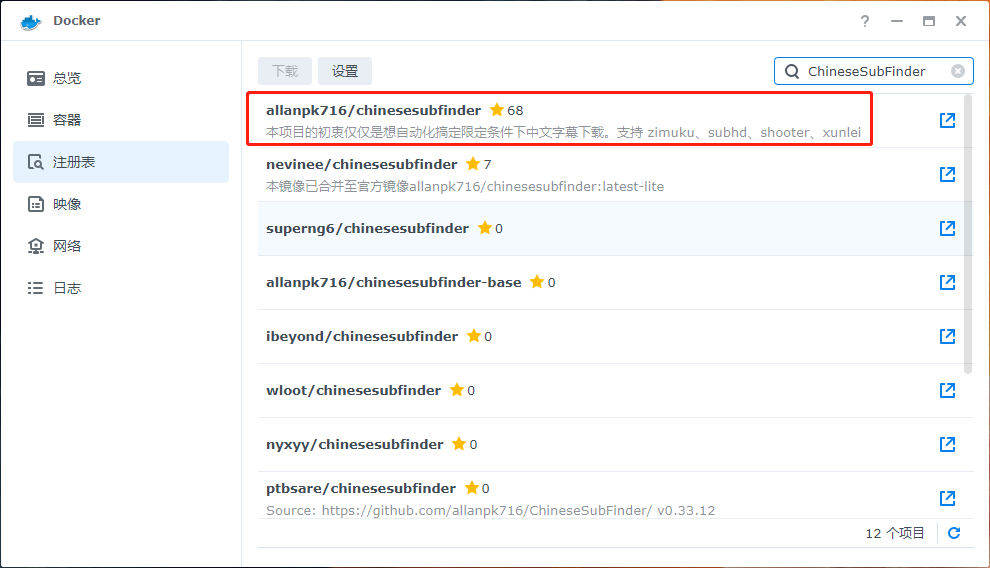 Docker
总览
容器
注册表
映像
网络
日志
下载 设置 ChineseSubFinder
allanpk716/chinesesubfinder 68
本项目的初衷仅仅是想自动化搞定限定条件下中文字幕下载。支持 zimuku、subhd、shooter、xunlei
nevinee/chinesesubfinder 7
本镜像已合并至官方镜像allanpk716/chinesesubfinder:latest-lite
superng6/chinesesubfinder 0
allanpk716/chinesesubfinder-base 0
ibeyond/chinesesubfinder 0
wloot/chinesesubfinder 0
nyxyy/chinesesubfinder 0
ptbsare/chinesesubfinder 0
Source: https://github.com/allanpk716/ChineseSubFinder/ v0.33.12
12 个项目